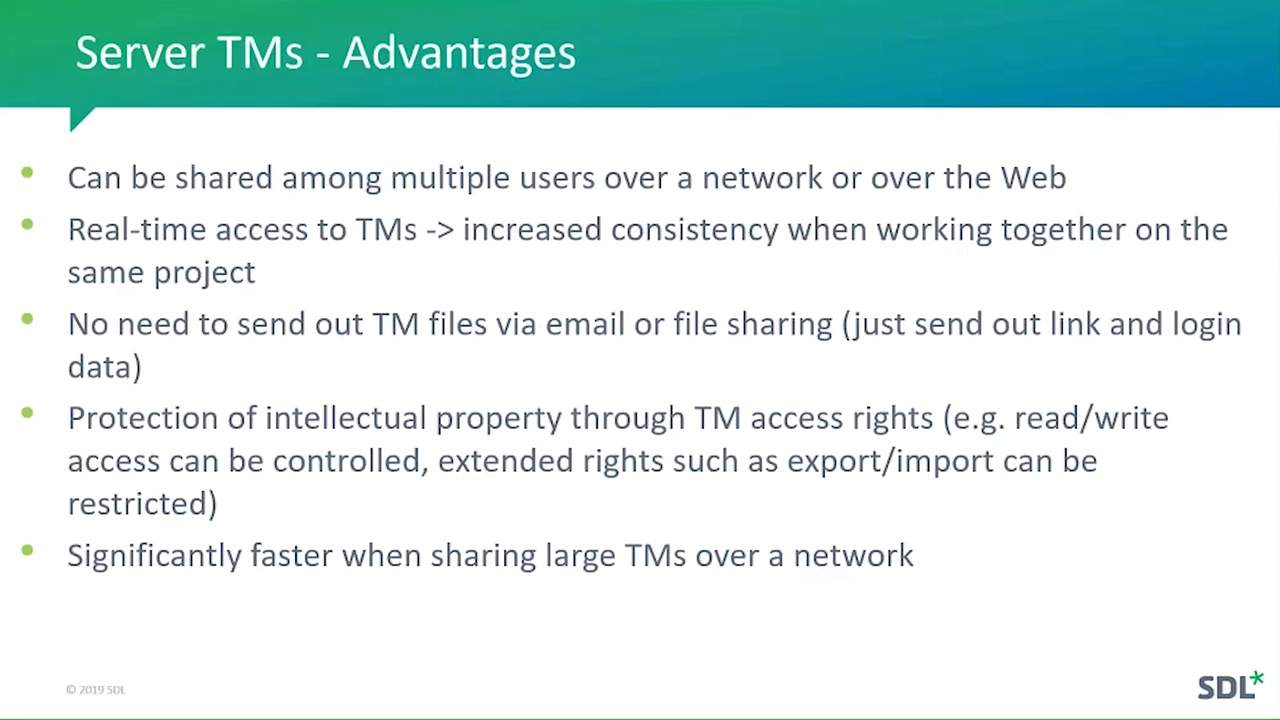 Server TMs - Advantages
• Can be shared among multiple users over a network or over the Web
• Real-time access to TMs -> increased consistency when working together on the
same project
• No need to send out TM files via email or file sharing (just send out link and login
data)
• Protection of intellectual property through TM access rights (e.g. read/write
access can be controlled, extended rights such as export/import can be
restricted)
• Significantly faster when sharing large TMs over a network
© 2019 SDL
SDL*